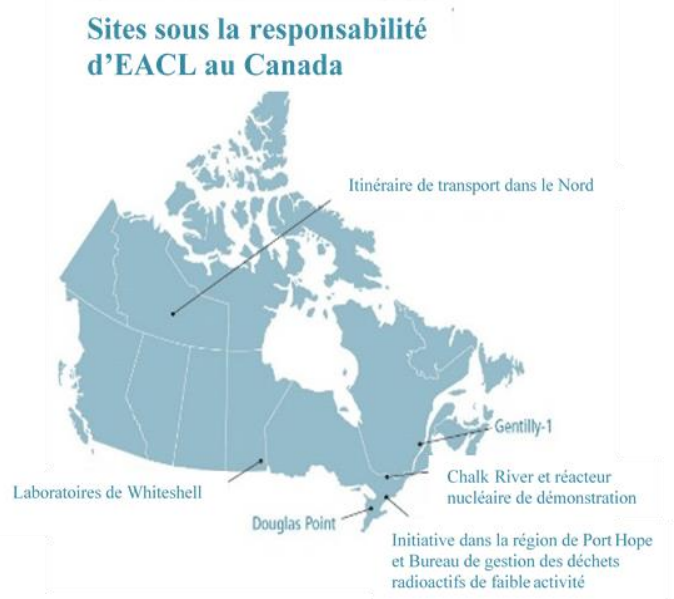 Sites sous la responsabilité
d'EACL au Canada
Itinéraire de transport dans le Nord
Gentilly-1
Chalk River et réacteur
nucléaire de démonstration
Laboratoires de Whiteshell
Douglas Point
Initiative dans la région de Port Hope
et Bureau de gestion des déchets
radioactifs de faible activité